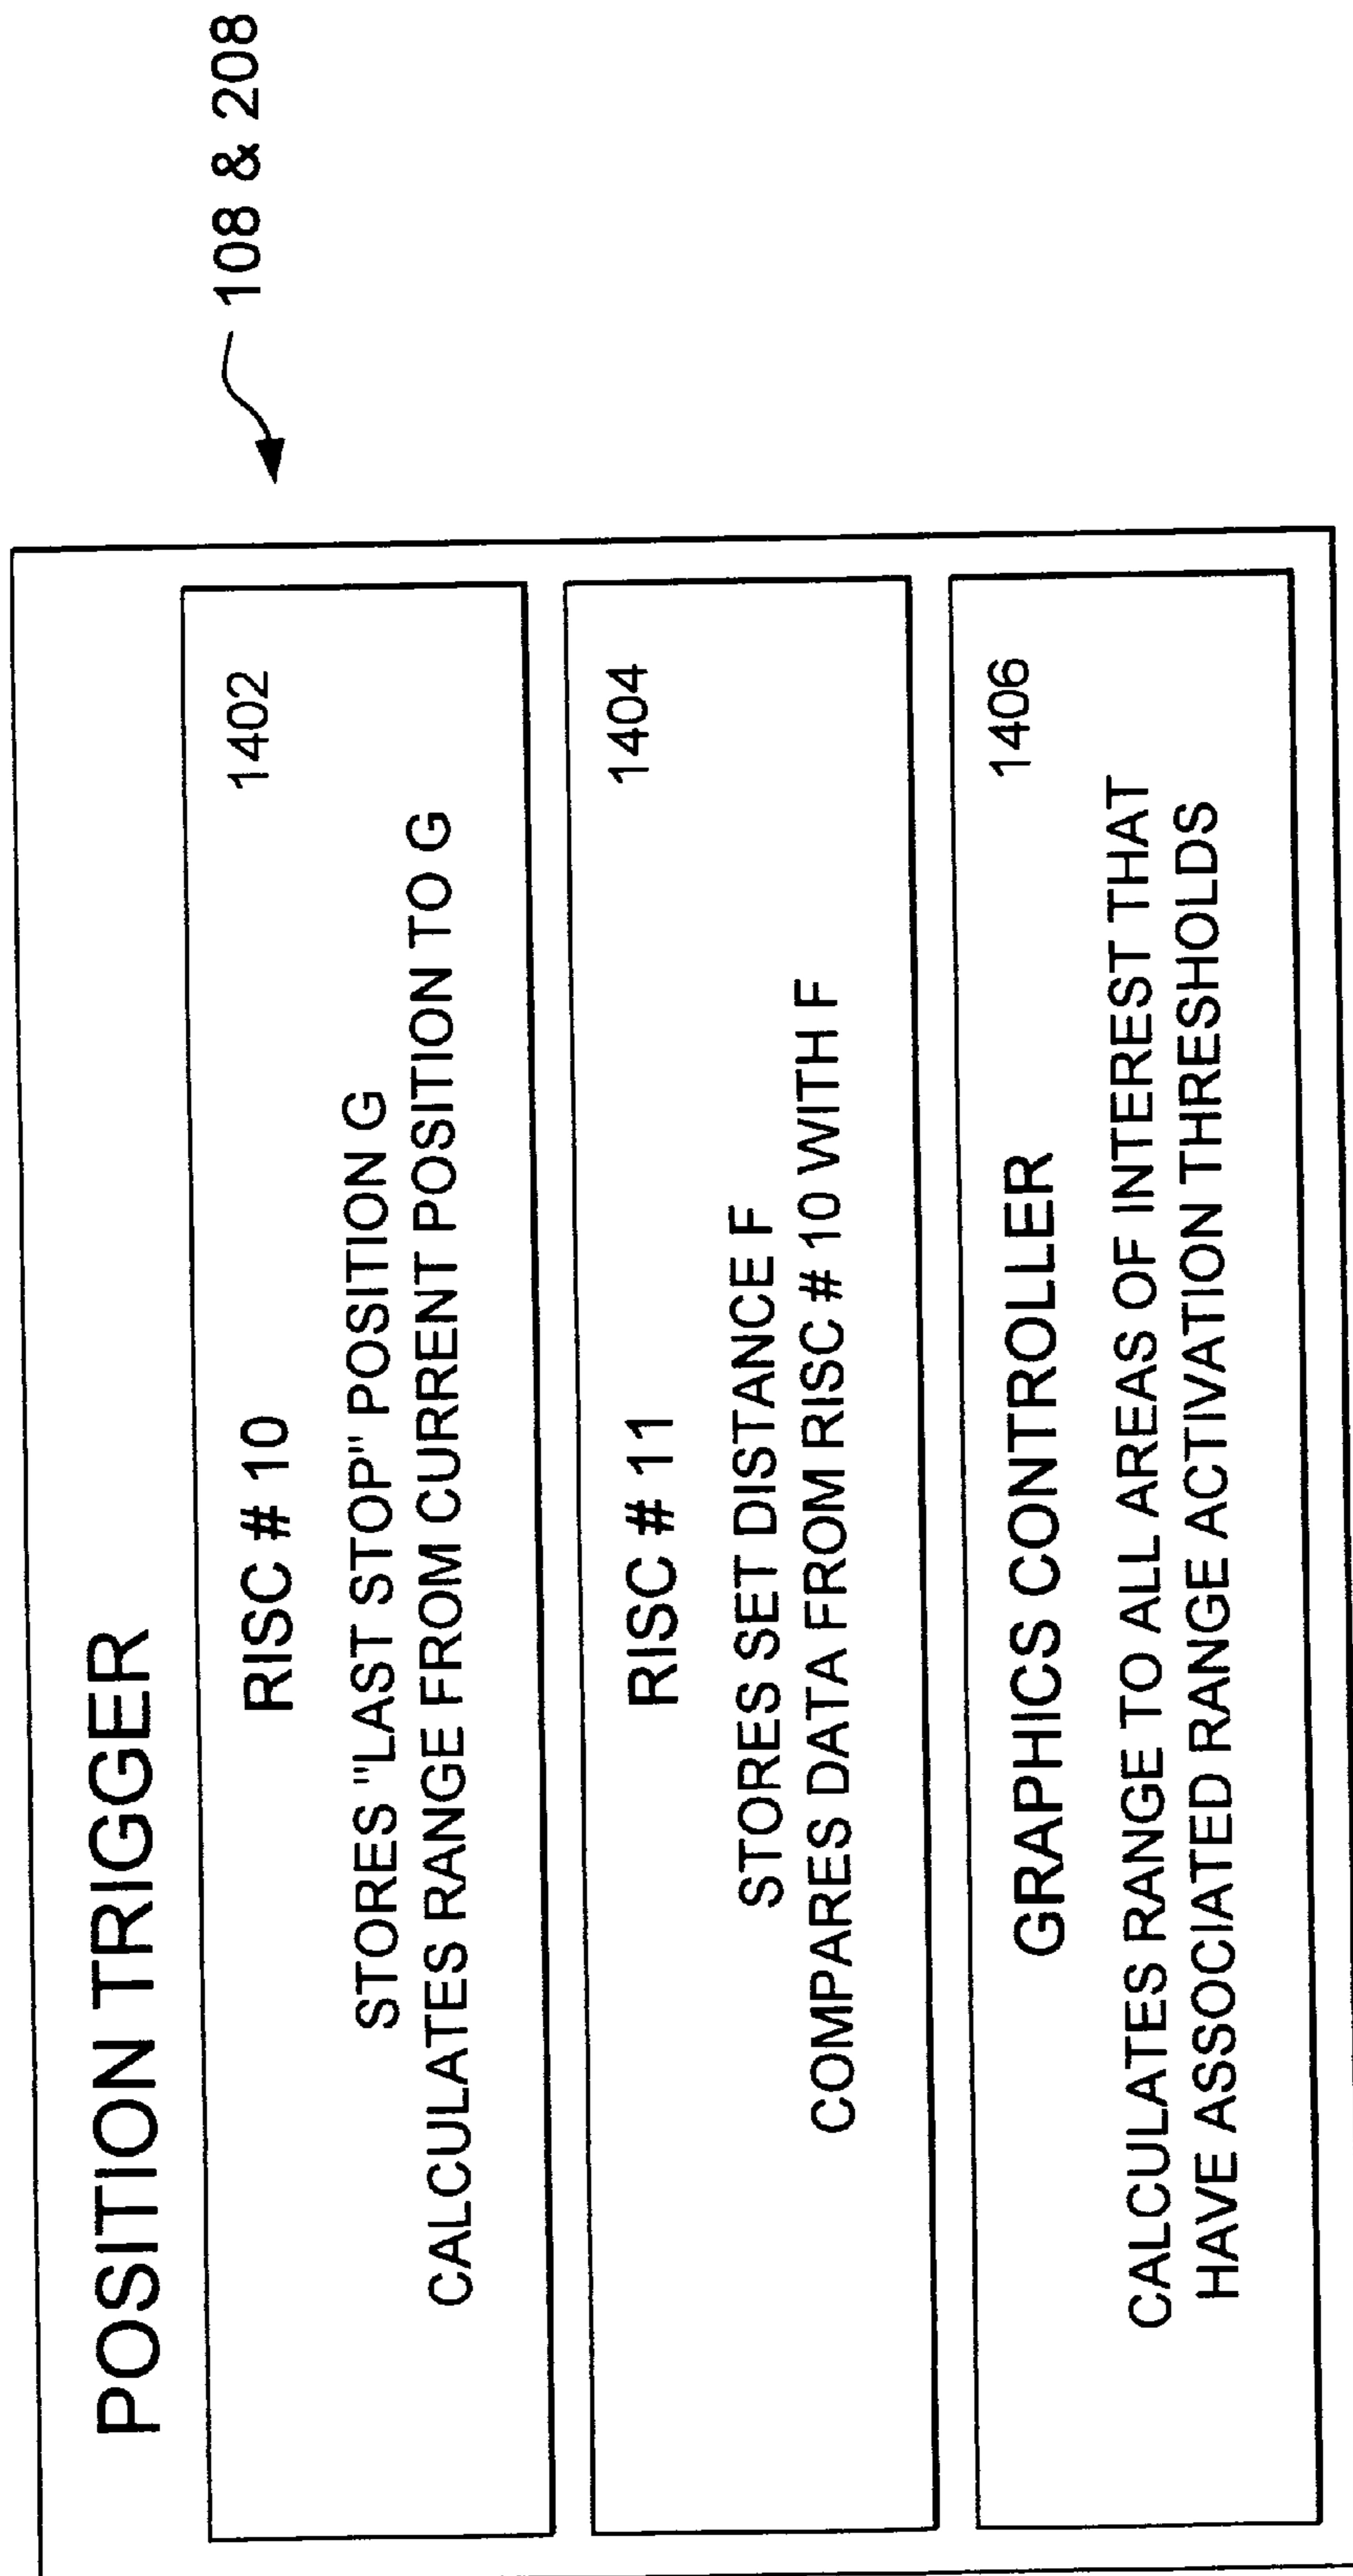 POSITION TRIGGER
108 & 208
1402
RISC # 10
STORES "LAST STOP" POSITION G
CALCULATES RANGE FROM CURRENT POSITION TO G
1404
RISC # 11
STORES SET DISTANCE F
COMPARES DATA FROM RISC # 10 WITH F
1406
GRAPHICS CONTROLLER
CALCULATES RANGE TO ALL AREAS OF INTEREST THAT
HAVE ASSOCIATED RANGE ACTIVATION THRESHOLDS